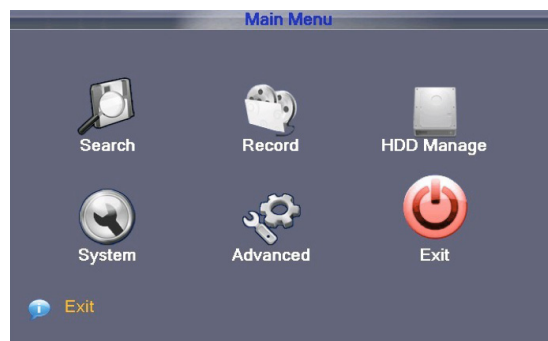 Main Menu
Search
Record
HDD Manage
System
Advanced
Exit
Exit